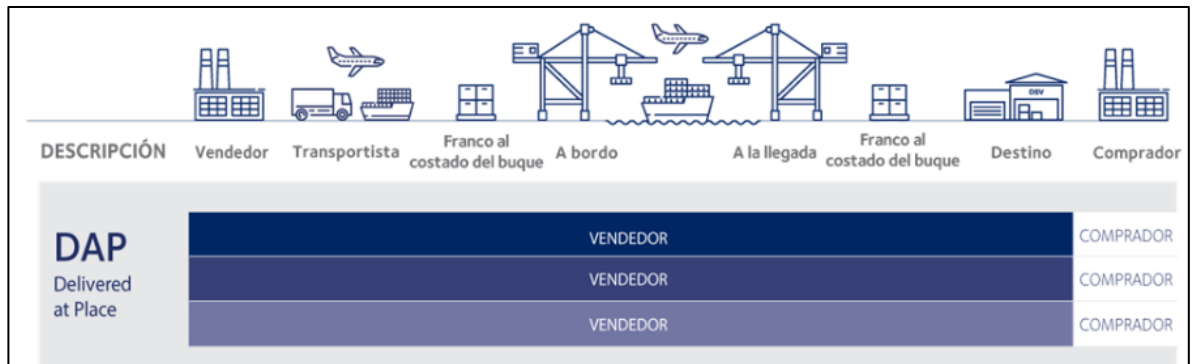 DSV
DESCRIPCIÓN
Vendedor
Transportista
Franco al
costado del buque
A bordo
A la llegada
Franco al
costado del buque
Destino
Comprador
DAP
Delivered
at Place
VENDEDOR
COMPRADOR
VENDEDOR
COMPRADOR
VENDEDOR
COMPRADOR